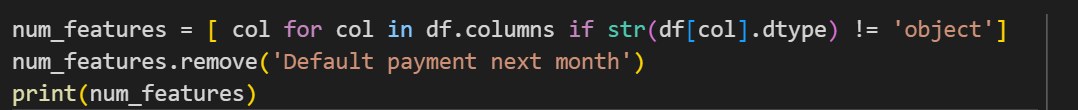 num_features = [ col for col in df.columns if str(df[col].dtype) != 'object']
num_features.remove('Default payment next month')
print(num_features)